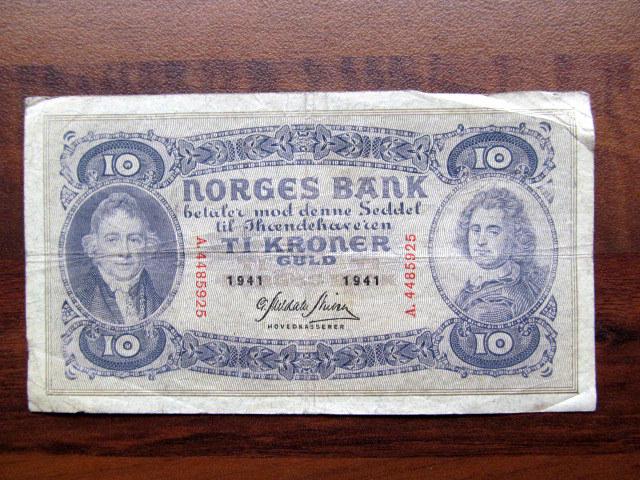 10 10
NORGES BANK
betaler mod denne Seddel
til Ihændehaveren
TI KRONER
GULD
1941 1941
A.4485925
A.4485925
HOVEDKASSERER
10 10